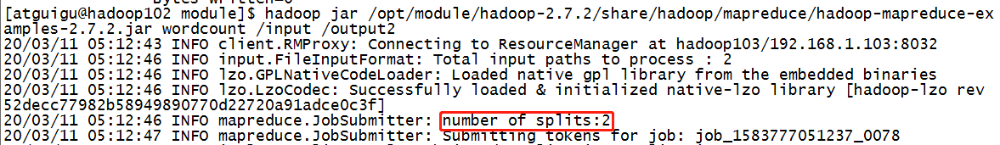 [atguigu@hadoop102 module]$ hadoop jar /opt/module/hadoop-2.7.2/share/hadoop/mapreduce/hadoop-mapreduce-ex
amples-2.7.2.jar wordcount /input /output2
20/03/11 05:12:43 INFO client.RMProxy: Connecting to ResourceManager at hadoop103/192.168.1.103:8032
20/03/11 05:12:46 INFO input.FileInputFormat: Total input paths to process : 2
20/03/11 05:12:46 INFO lzo.GPLNativeCodeLoader: Loaded native gpl library from the embedded binaries
20/03/11 05:12:46 INFO lzo.LzoCodec: Successfully loaded & initialized native-lzo library [hadoop-lzo rev
52decc77982b58949890770d22720a91adce0c3f]
20/03/11 05:12:46 INFO mapreduce.JobSubmitter: number of splits:2
20/03/11 05:12:47 INFO mapreduce.JobSubmitter: Submitting tokens for job: job_1583777051237_0078